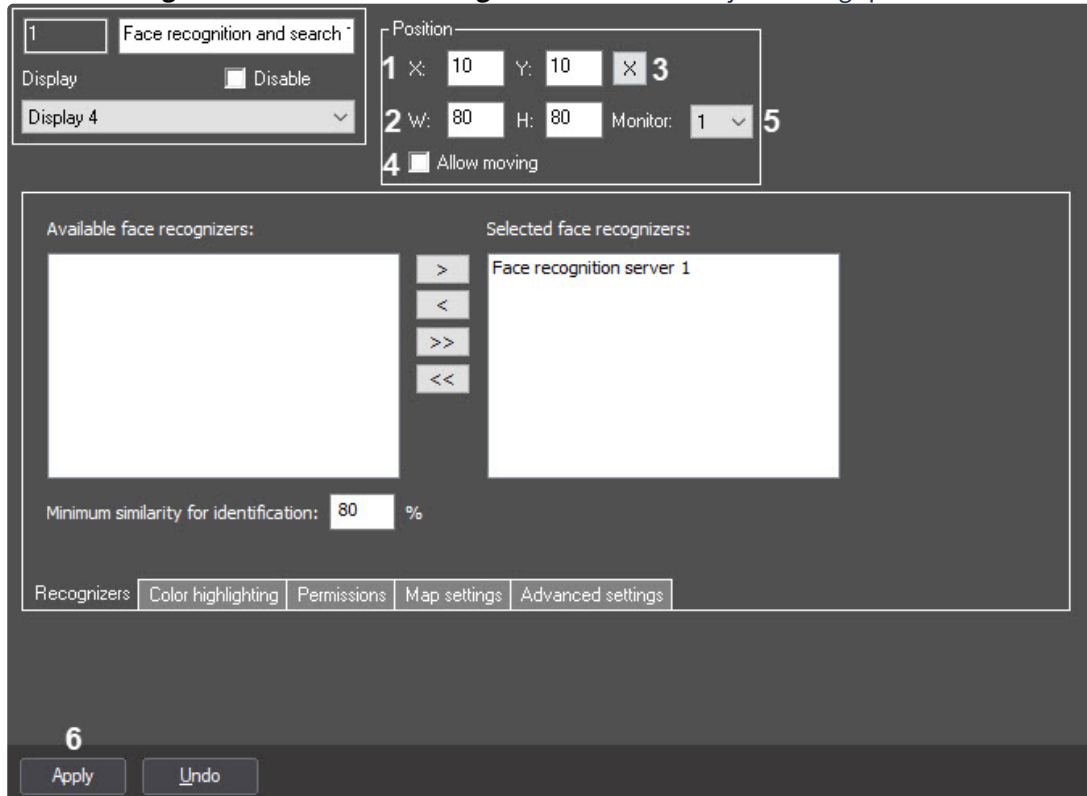 1 Face recognition and search
Display Disable
Display 4
Position
1 X: 10 Y: 10 X 3
2 W: 80 H: 80 Monitor: 1 5
4 Allow moving
Available face recognizers:
Selected face recognizers:
Face recognition server 1
>
<
>>
<<
Minimum similarity for identification: 80 %
Recognizers Color highlighting Permissions Map settings Advanced settings
6
Apply Undo